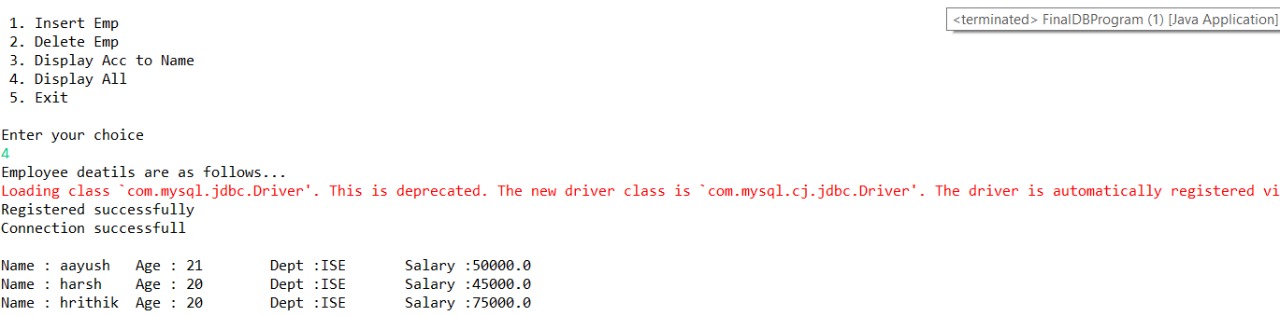 <terminated> FinalDBProgram (1) [Java Application]
1. Insert Emp
2. Delete Emp
3. Display Acc to Name
4. Display All
5. Exit
Enter your choice
4
Employee deatils are as follows...
Loading class `com.mysql.jdbc.Driver'. This is deprecated. The new driver class is `com.mysql.cj.jdbc.Driver'. The driver is automatically registered vi
Registered successfully
Connection successfull
Name : aayush Age : 21 Dept :ISE Salary :50000.0
Name : harsh Age : 20 Dept :ISE Salary :45000.0
Name : hrithik Age : 20 Dept :ISE Salary :75000.0